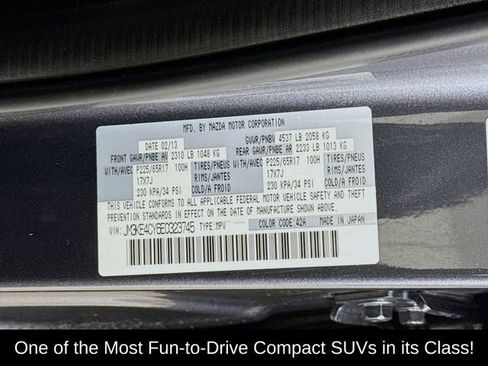 MFD. BY MAZDA MOTOR CORPORATION
DATE 02/13 GVWR/PNBV 4537 LB 2058 KG
FRONT GAWR/PNBE AV 2310 LB 1048 KG REAR GAWR/PNBE AR 2233 LB 1013 KG
WITH/AVEC P225/65R17 100H TIRES/PNEUS WITH/AVEC P225/65R17 100H TIRES/PNEUS
17X7J RIMS/JANTES 17X7J RIMS/JANTES
230 KPA/34 PSI COLD/A FROID 230 KPA/34 PSI COLD/A FROID
THIS VEHICLE CONFORMS TO ALL APPLICABLE FEDERAL MOTOR VEHICLE SAFETY
THEFT PREVENTION STANDARDS IN EFFECT ON THE DATE OF MANUFACTURE SHOWN ABOVE.
VIN: JM3KE4CY6E0323745 TYPE: MPV COLOR CODE: 42A MADE IN JAPAN
One of the Most Fun-to-Drive Compact SUVs in its Class!